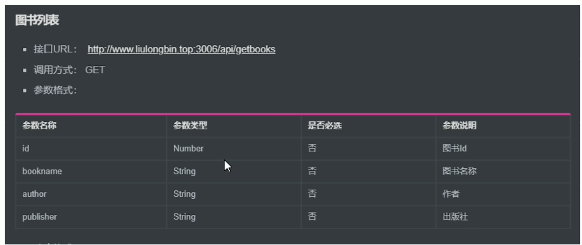 图书列表
接口URL： http://www.liulongbin.top:3006/api/getbooks
调用方式： GET
参数格式：
参数名称 参数类型 是否必选 参数说明
id Number 否 图书Id
bookname String 否 图书名称
author String 否 作者
publisher String 否 出版社